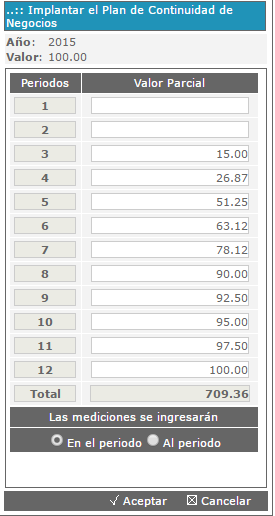 ..:: Implantar el Plan de Continuidad de
Negocios
Año: 2015
Valor: 100.00
Periodos Valor Parcial
1
2
3 15.00
4 26.87
5 51.25
6 63.12
7 78.12
8 90.00
9 92.50
10 95.00
11 97.50
12 100.00
Total 709.36
Las mediciones se ingresarán
En el periodo Al periodo
Aceptar Cancelar